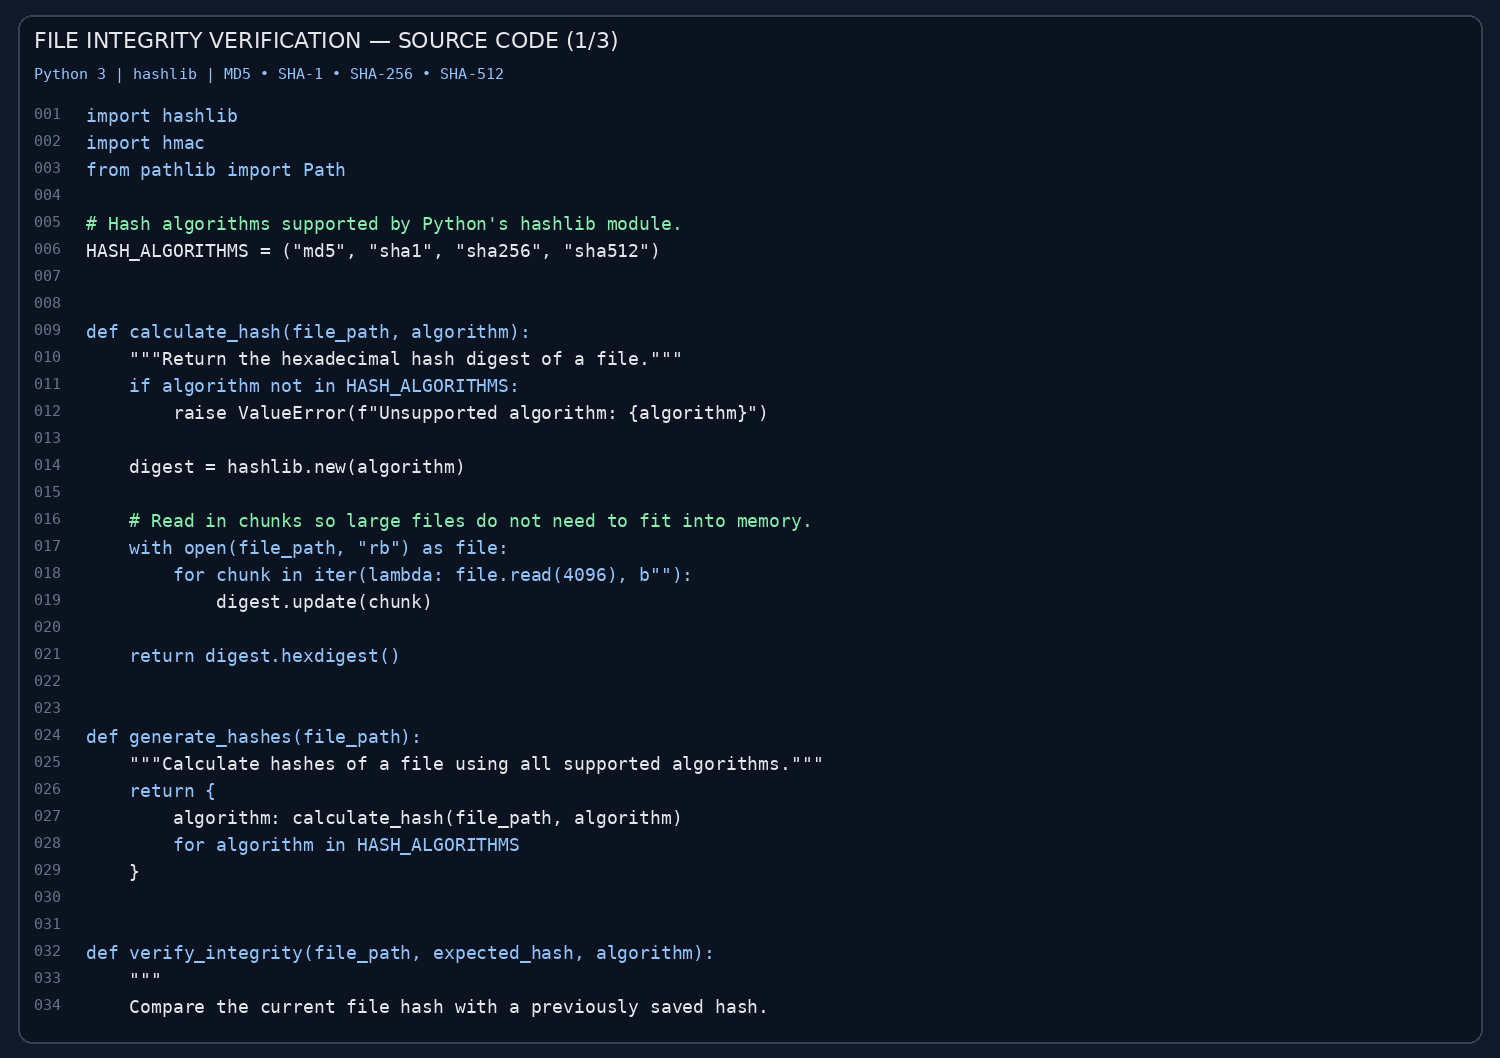 FILE INTEGRITY VERIFICATION — SOURCE CODE (1/3)
Python 3 | hashlib | MD5 • SHA-1 • SHA-256 • SHA-512
001 import hashlib
002 import hmac
003 from pathlib import Path
004
005 # Hash algorithms supported by Python's hashlib module.
006 HASH_ALGORITHMS = ("md5", "sha1", "sha256", "sha512")
007
008
009 def calculate_hash(file_path, algorithm):
010     """Return the hexadecimal hash digest of a file."""
011     if algorithm not in HASH_ALGORITHMS:
012         raise ValueError(f"Unsupported algorithm: {algorithm}")
013
014     digest = hashlib.new(algorithm)
015
016     # Read in chunks so large files do not need to fit into memory.
017     with open(file_path, "rb") as file:
018         for chunk in iter(lambda: file.read(4096), b""):
019             digest.update(chunk)
020
021     return digest.hexdigest()
022
023
024 def generate_hashes(file_path):
025     """Calculate hashes of a file using all supported algorithms."""
026     return {
027         algorithm: calculate_hash(file_path, algorithm)
028         for algorithm in HASH_ALGORITHMS
029     }
030
031
032 def verify_integrity(file_path, expected_hash, algorithm):
033     """
034     Compare the current file hash with a previously saved hash.